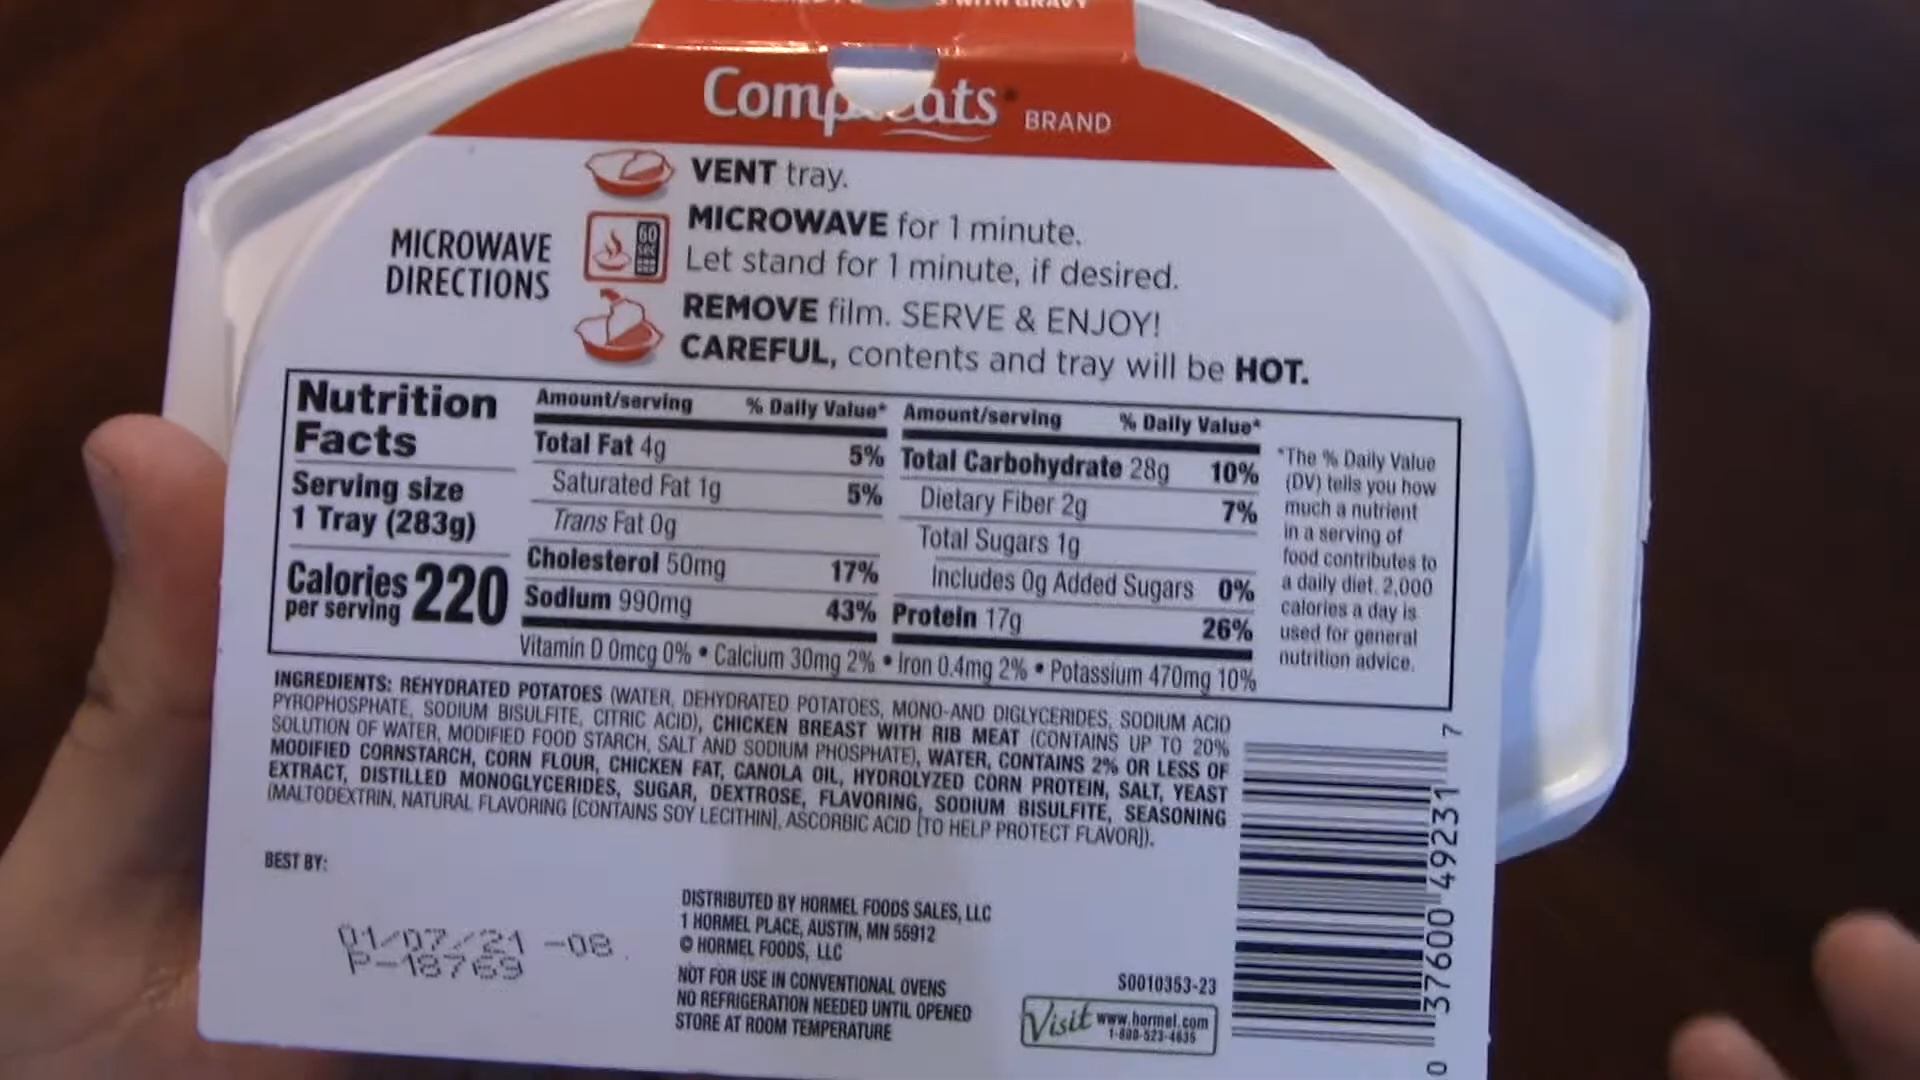 S WITH GRAVY
Comp eats BRAND
MICROWAVE
DIRECTIONS
VENT tray.
60
sec
MICROWAVE for 1 minute.
Let stand for 1 minute, if desired.
REMOVE film. SERVE & ENJOY!
CAREFUL, contents and tray will be HOT.
Nutrition
Facts
Serving size
1 Tray (283g)
Calories 220
per serving
Amount/serving % Daily Value*
Total Fat 4g 5%
Saturated Fat 1g 5%
Trans Fat 0g
Cholesterol 50mg 17%
Sodium 990mg 43%
Amount/serving % Daily Value*
Total Carbohydrate 28g 10%
Dietary Fiber 2g 7%
Total Sugars 1g
Includes 0g Added Sugars 0%
Protein 17g 26%
Vitamin D 0mcg 0% • Calcium 30mg 2% • Iron 0.4mg 2% • Potassium 470mg 10%
*The % Daily Value
(DV) tells you how
much a nutrient
in a serving of
food contributes to
a daily diet. 2,000
calories a day is
used for general
nutrition advice.
INGREDIENTS: REHYDRATED POTATOES (WATER, DEHYDRATED POTATOES, MONO-AND DIGLYCERIDES, SODIUM ACID
PYROPHOSPHATE, SODIUM BISULFITE, CITRIC ACID), CHICKEN BREAST WITH RIB MEAT (CONTAINS UP TO 20%
SOLUTION OF WATER, MODIFIED FOOD STARCH, SALT AND SODIUM PHOSPHATE), WATER, CONTAINS 2% OR LESS OF
MODIFIED CORNSTARCH, CORN FLOUR, CHICKEN FAT, CANOLA OIL, HYDROLYZED CORN PROTEIN, SALT, YEAST
EXTRACT, DISTILLED MONOGLYCERIDES, SUGAR, DEXTROSE, FLAVORING, SODIUM BISULFITE, SEASONING
(MALTODEXTRIN, NATURAL FLAVORING [CONTAINS SOY LECITHIN], ASCORBIC ACID [TO HELP PROTECT FLAVOR]).
BEST BY:
01/07/21 -08
P-18769
DISTRIBUTED BY HORMEL FOODS SALES, LLC
1 HORMEL PLACE, AUSTIN, MN 55912
© HORMEL FOODS, LLC
NOT FOR USE IN CONVENTIONAL OVENS
NO REFRIGERATION NEEDED UNTIL OPENED
STORE AT ROOM TEMPERATURE
S0010353-23
Visit www.hormel.com
1-800-523-4635
0 37600 49231 7